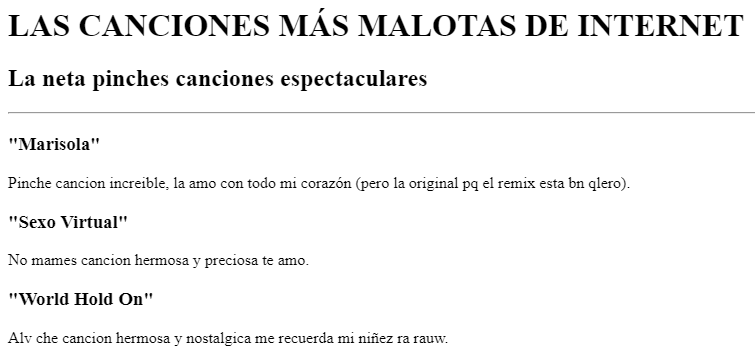 LAS CANCIONES MÁS MALOTAS DE INTERNET
La neta pinches canciones espectaculares
"Marisola"
Pinche cancion increible, la amo con todo mi corazón (pero la original pq el remix esta bn qlero).
"Sexo Virtual"
No mames cancion hermosa y preciosa te amo.
"World Hold On"
Alv che cancion hermosa y nostalgica me recuerda mi niñez ra rauw.